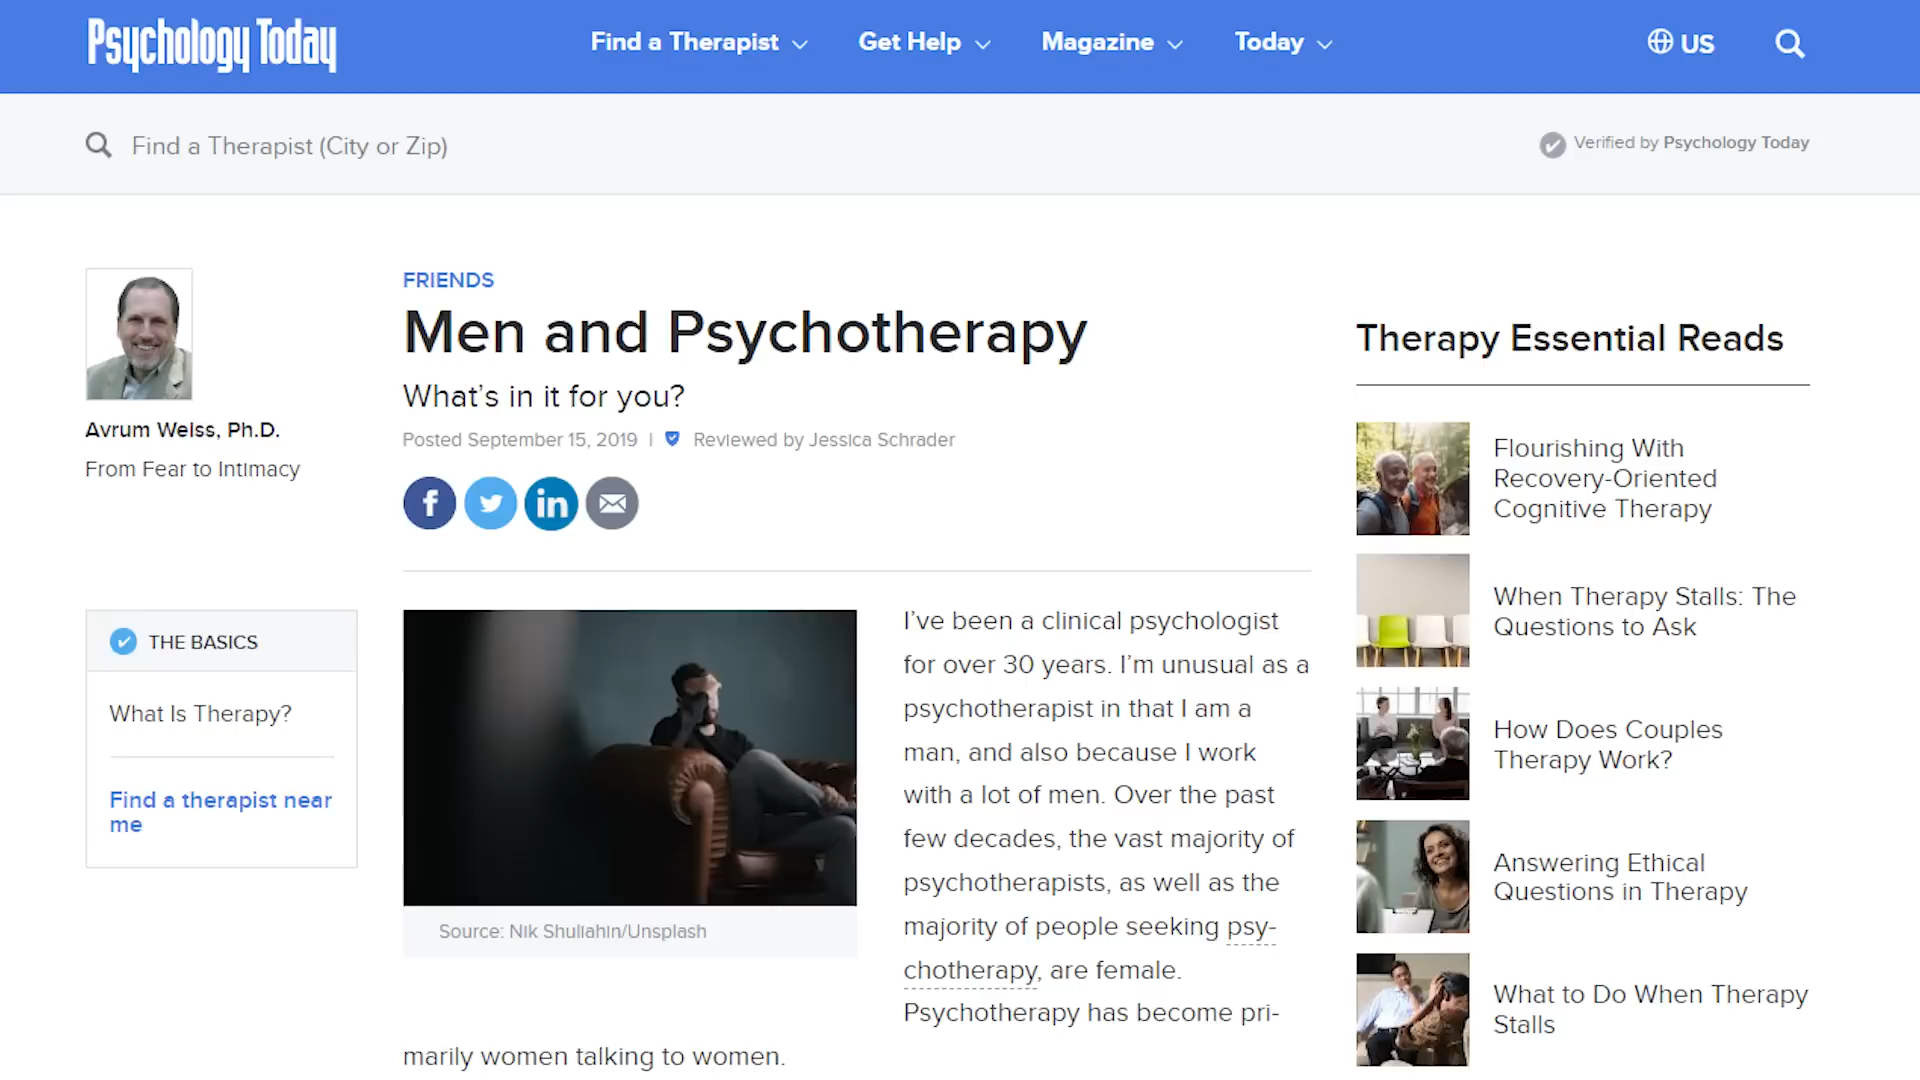 Psychology Today
Find a Therapist
Get Help
Magazine
Today
US
Find a Therapist (City or Zip)
Verified by Psychology Today
Avrum Weiss, Ph.D.
From Fear to Intimacy
FRIENDS
Men and Psychotherapy
What's in it for you?
Posted September 15, 2019 | Reviewed by Jessica Schrader
f
in
THE BASICS
What Is Therapy?
Find a therapist near
me
Source: Nik Shuliahin/Unsplash
I've been a clinical psychologist
for over 30 years. I'm unusual as a
psychotherapist in that I am a
man, and also because I work
with a lot of men. Over the past
few decades, the vast majority of
psychotherapists, as well as the
majority of people seeking psy-
chotherapy, are female.
Psychotherapy has become pri-
marily women talking to women.
Therapy Essential Reads
Flourishing With
Recovery-Oriented
Cognitive Therapy
When Therapy Stalls: The
Questions to Ask
How Does Couples
Therapy Work?
Answering Ethical
Questions in Therapy
What to Do When Therapy
Stalls